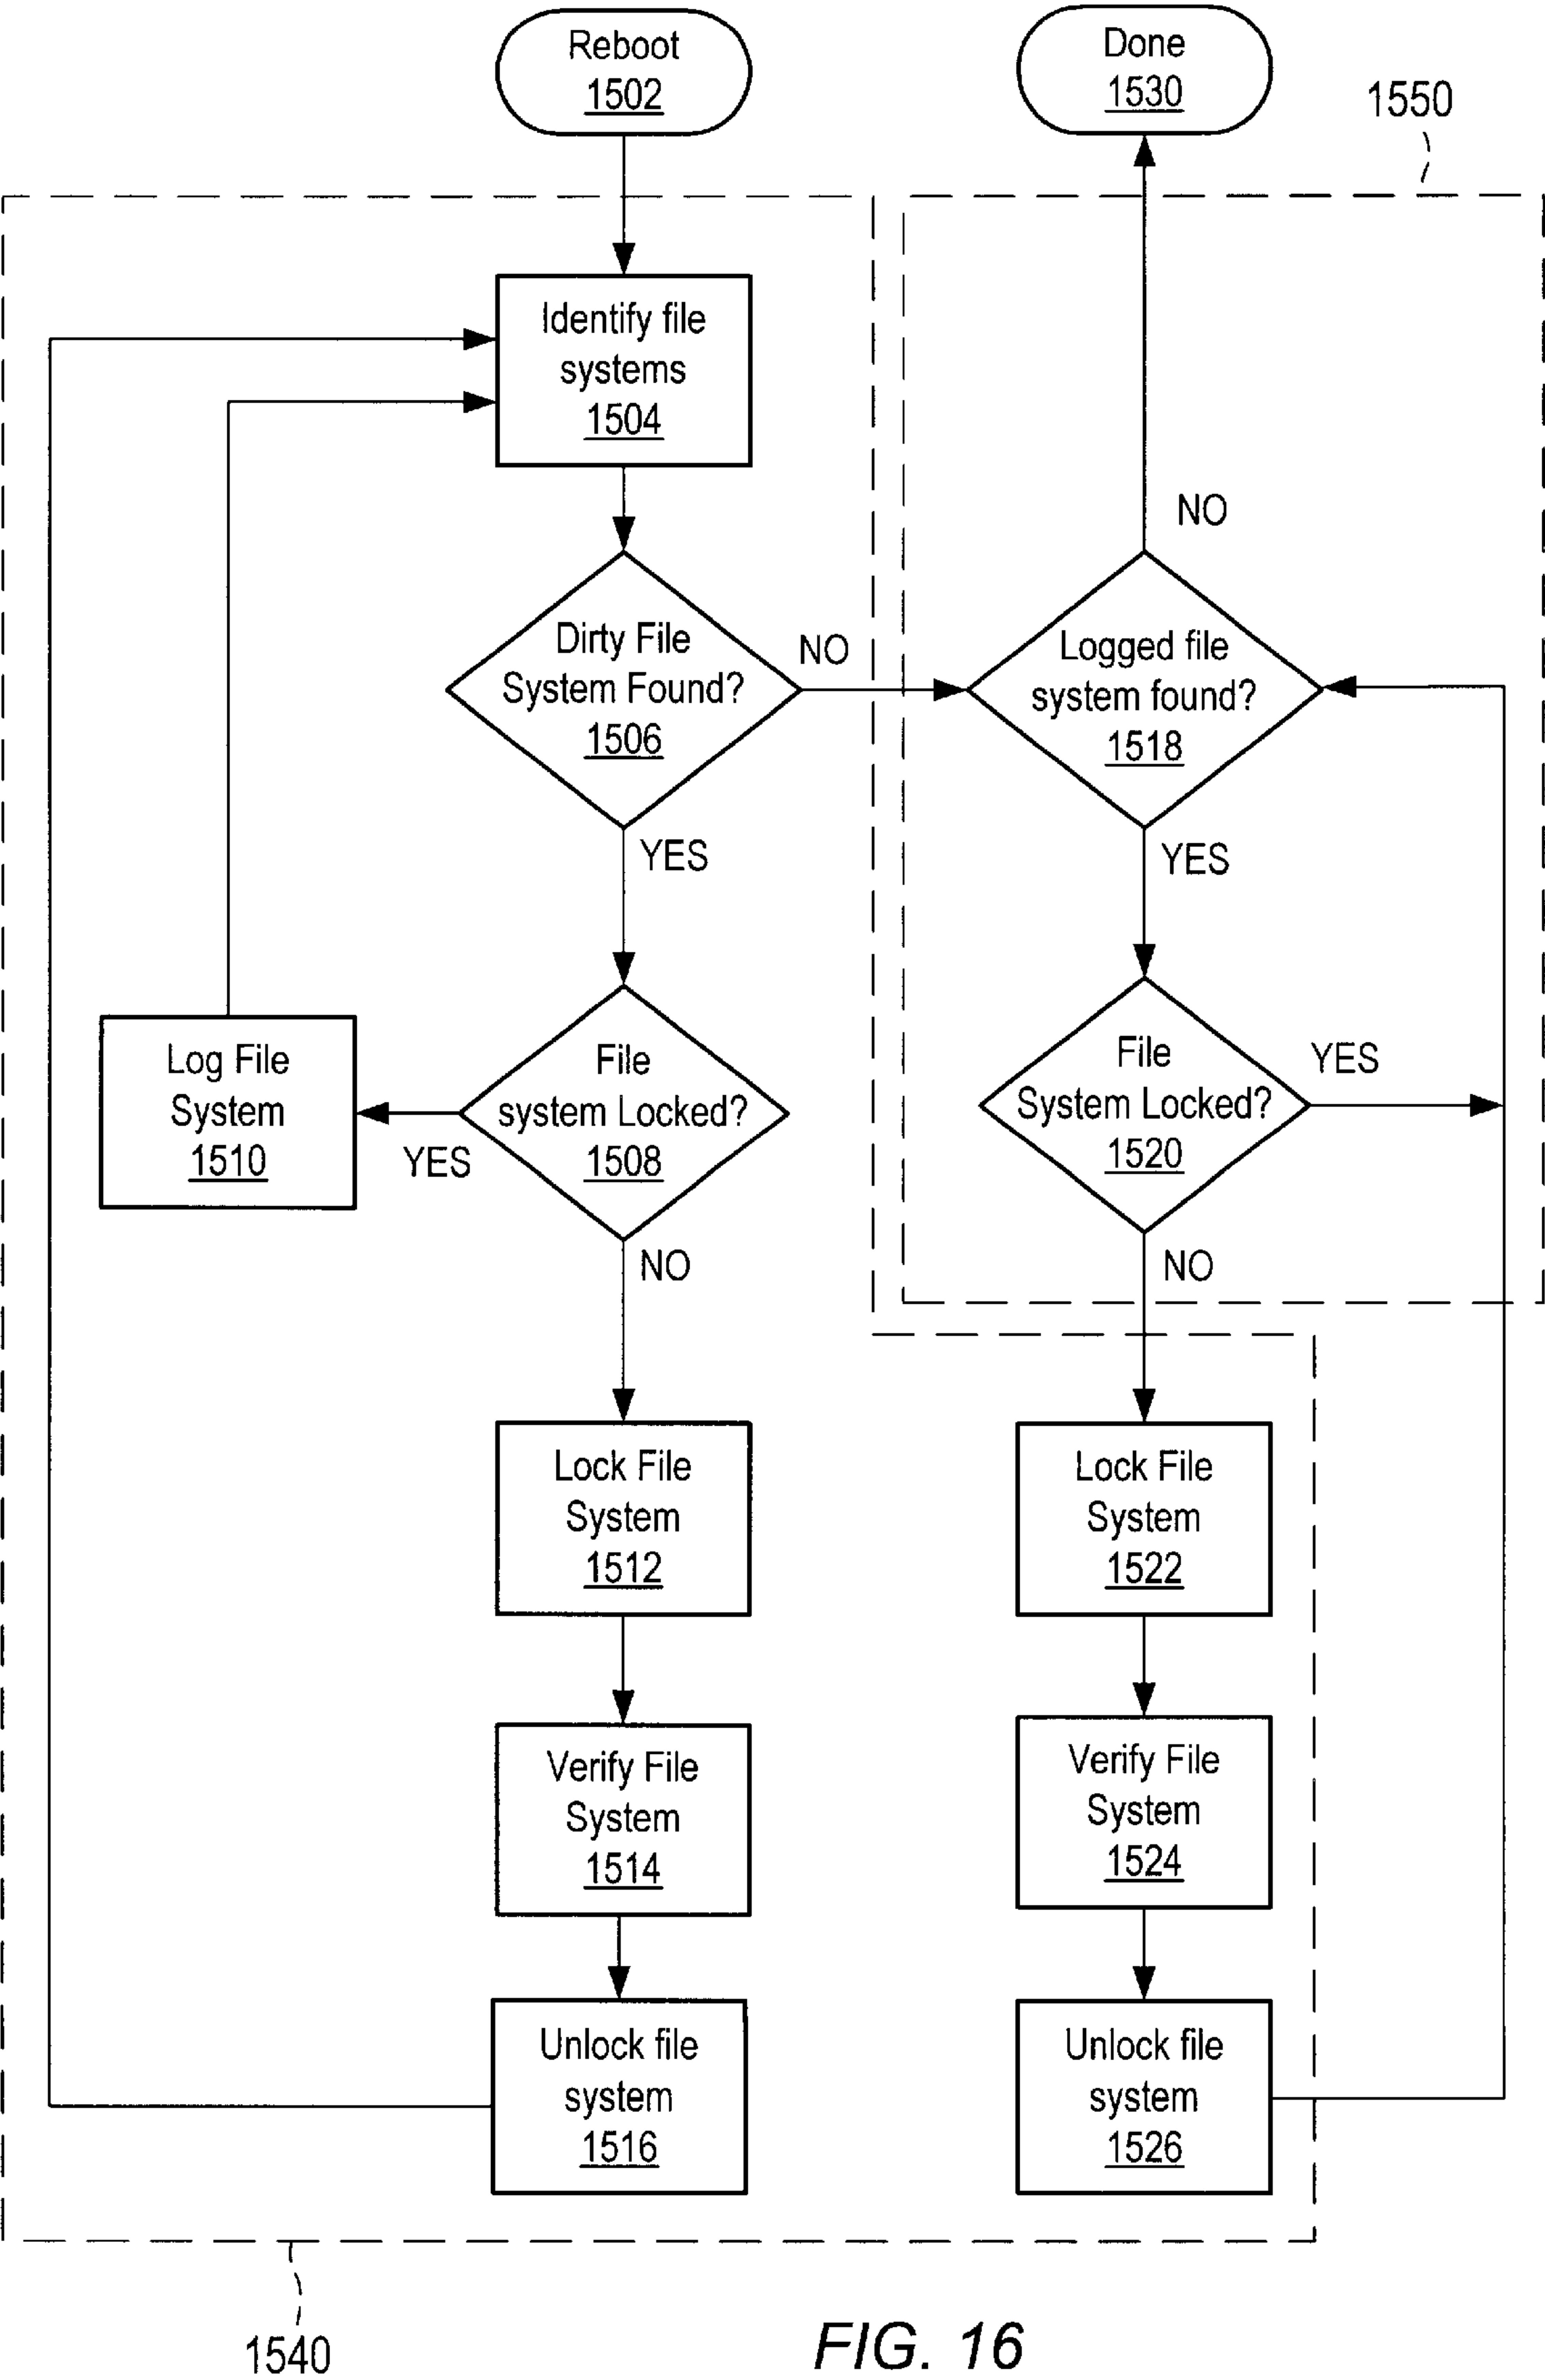 Reboot
1502
Done
1530
1550
Identify file
systems
1504
NO
Dirty File
System Found?
1506
NO
Logged file
system found?
1518
YES
YES
Log File
System
1510
YES
File
system Locked?
1508
File
System Locked?
1520
YES
NO
NO
Lock File
System
1512
Lock File
System
1522
Verify File
System
1514
Verify File
System
1524
Unlock file
system
1516
Unlock file
system
1526
1540
FIG. 16